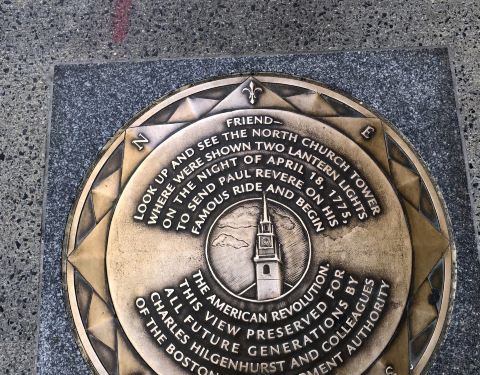 N
E
FRIEND—
LOOK UP AND SEE THE NORTH CHURCH TOWER
WHERE WERE SHOWN TWO LANTERN LIGHTS
ON THE NIGHT OF APRIL 18, 1775,
TO SEND PAUL REVERE ON HIS
FAMOUS RIDE AND BEGIN
THE AMERICAN REVOLUTION.
THIS VIEW PRESERVED FOR
ALL FUTURE GENERATIONS BY
CHARLES HILGENHURST AND COLLEAGUES
OF THE BOSTON AUTHORITY
S